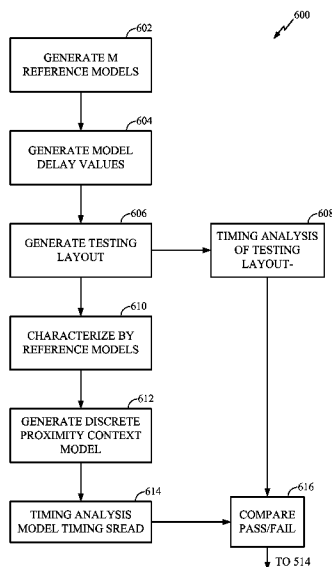 600
602
GENERATE M
REFERENCE MODELS
604
GENERATE MODEL
DELAY VALUES
606
GENERATE TESTING
LAYOUT
608
TIMING ANALYSIS
OF TESTING
LAYOUT-
610
CHARACTERIZE BY
REFERENCE MODELS
612
GENERATE DISCRETE
PROXIMITY CONTEXT
MODEL
614
TIMING ANALYSIS
MODEL TIMING SREAD
616
COMPARE
PASS/FAIL
TO 514